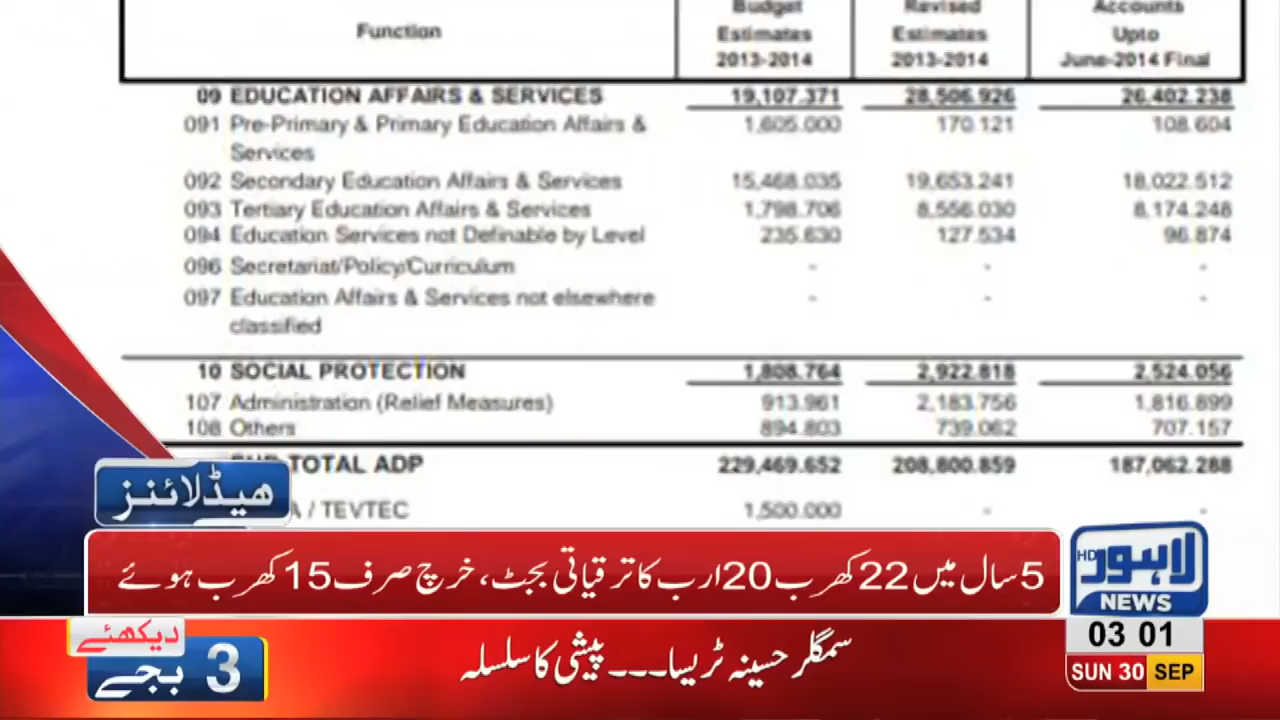 Function Budget Estimates 2013-2014 Revised Estimates 2013-2014 Accounts Upto June-2014 Final
09 EDUCATION AFFAIRS & SERVICES 19,107.371 28,506.926 26,402.238
091 Pre-Primary & Primary Education Affairs & Services 1,605.000 170.121 108.604
092 Secondary Education Affairs & Services 15,468.035 19,653.241 18,022.512
093 Tertiary Education Affairs & Services 1,798.706 8,556.030 8,174.248
094 Education Services not Definable by Level 235.630 127.534 96.874
096 Secretariat/Policy/Curriculum - - -
097 Education Affairs & Services not elsewhere classified - - -
10 SOCIAL PROTECTION 1,808.764 2,922.818 2,524.056
107 Administration (Relief Measures) 913.961 2,183.756 1,816.899
108 Others 894.803 739.062 707.157
TOTAL ADP 229,469.652 208,800.859 187,062.288
A / TEVTEC 1,500.000 - -
ہیڈلائنز
5 سال میں 22 کھرب 20 ارب کا ترقیاتی بجٹ، خرچ صرف 15 کھرب ہوئے
لاہور HD
NEWS
03 01
SUN 30 SEP
دیکھئے
3 بجے
سمگلر حسینہ ٹریسا۔۔۔ پیشی کا سلسلہ